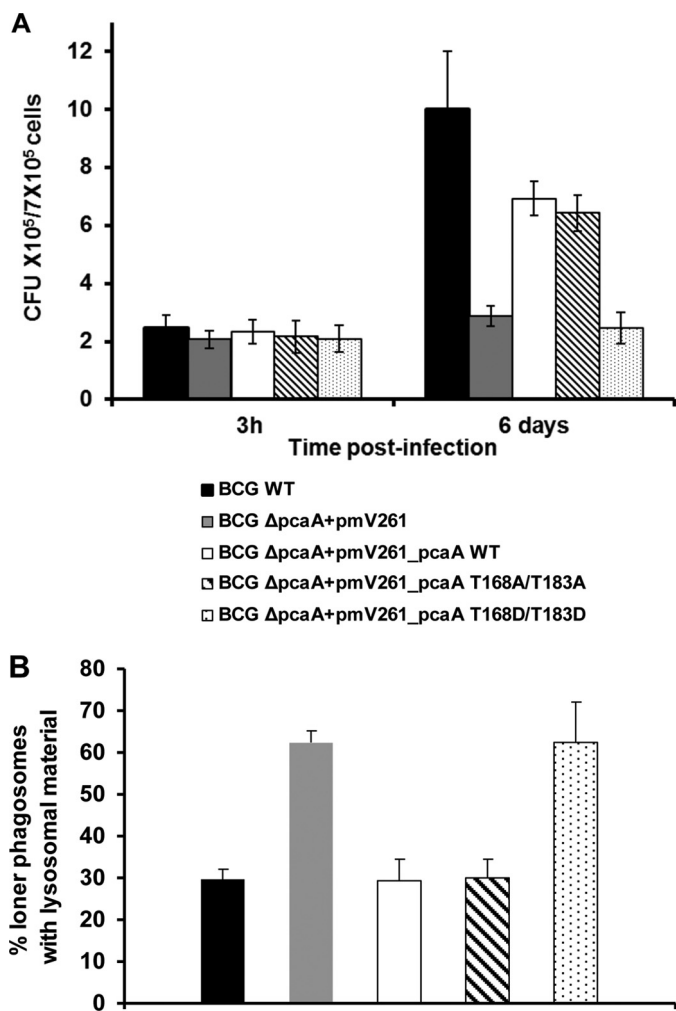 A
CFU X10⁵/7X10⁵ cells
12
10
8
6
4
2
0
3h
6 days
Time post-infection
BCG WT
BCG ΔpcaA+pmV261
BCG ΔpcaA+pmV261_pcaA WT
BCG ΔpcaA+pmV261_pcaA T168A/T183A
BCG ΔpcaA+pmV261_pcaA T168D/T183D
B
% loner phagosomes
with lysosomal material
80
70
60
50
40
30
20
10
0